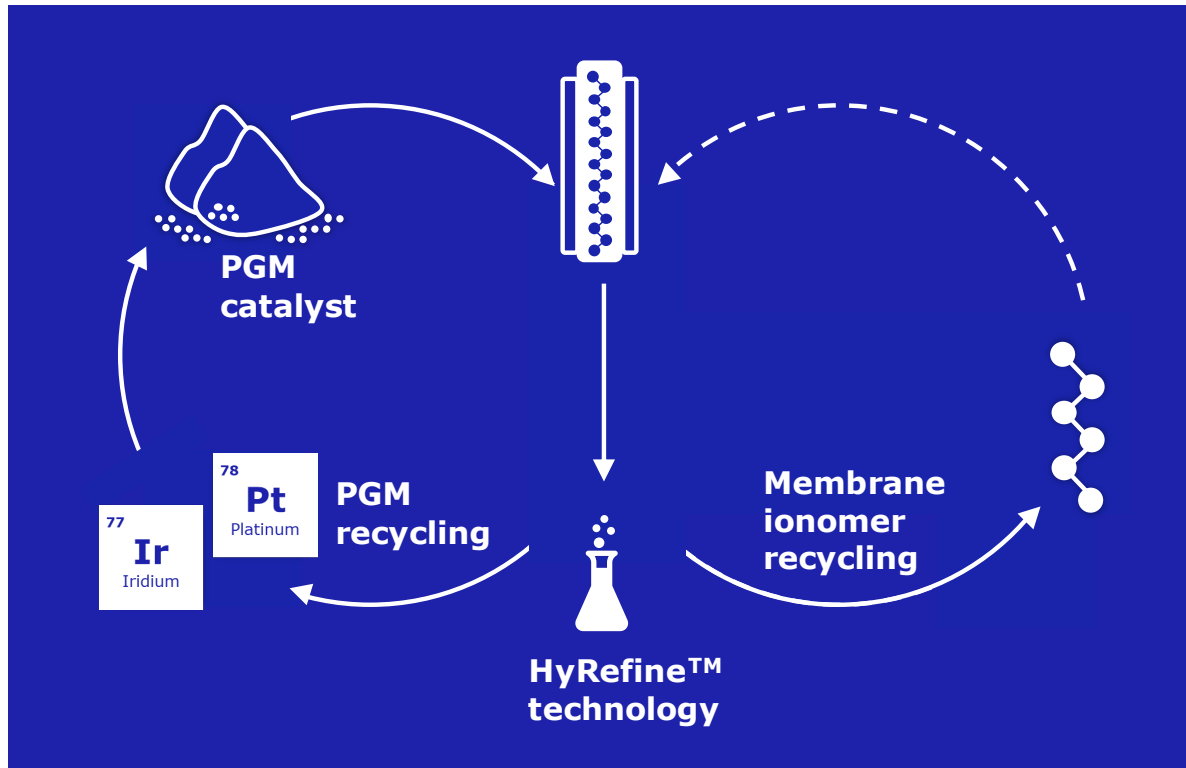 PGM
catalyst
78
Pt
Platinum
77
Ir
Iridium
PGM
recycling
Membrane
ionomer
recycling
HyRefine™
technology